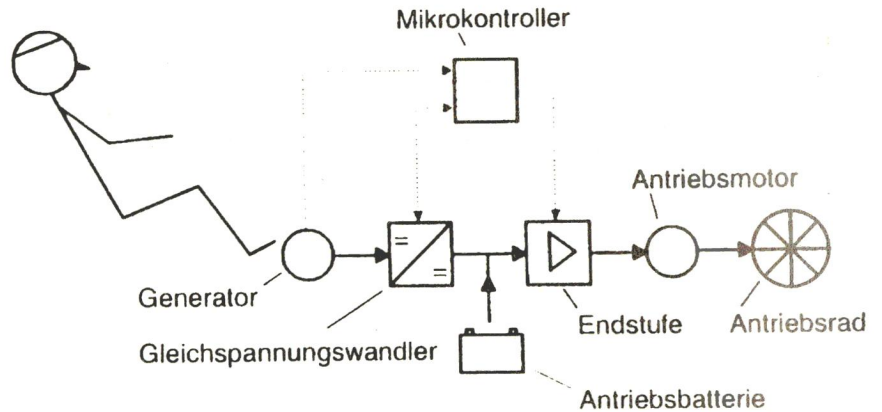 Mikrokontroller
Antriebsmotor
Generator
Endstufe
Antriebsrad
Gleichspannungswandler
Antriebsbatterie